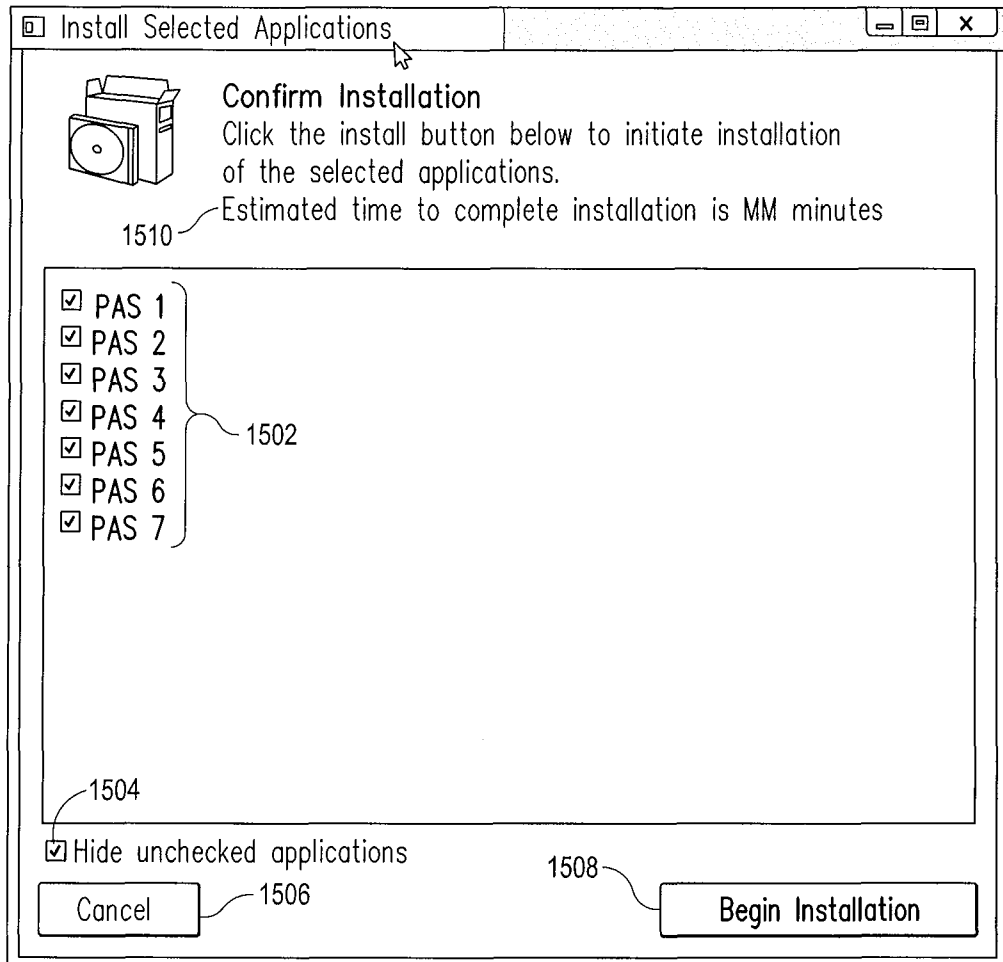 Install Selected Applications
X
Confirm Installation
Click the install button below to initiate installation
of the selected applications.
Estimated time to complete installation is MM minutes
1510
PAS 1
PAS 2
PAS 3
PAS 4
PAS 5
PAS 6
PAS 7
1502
1504
Hide unchecked applications
1508
Cancel
1506
Begin Installation